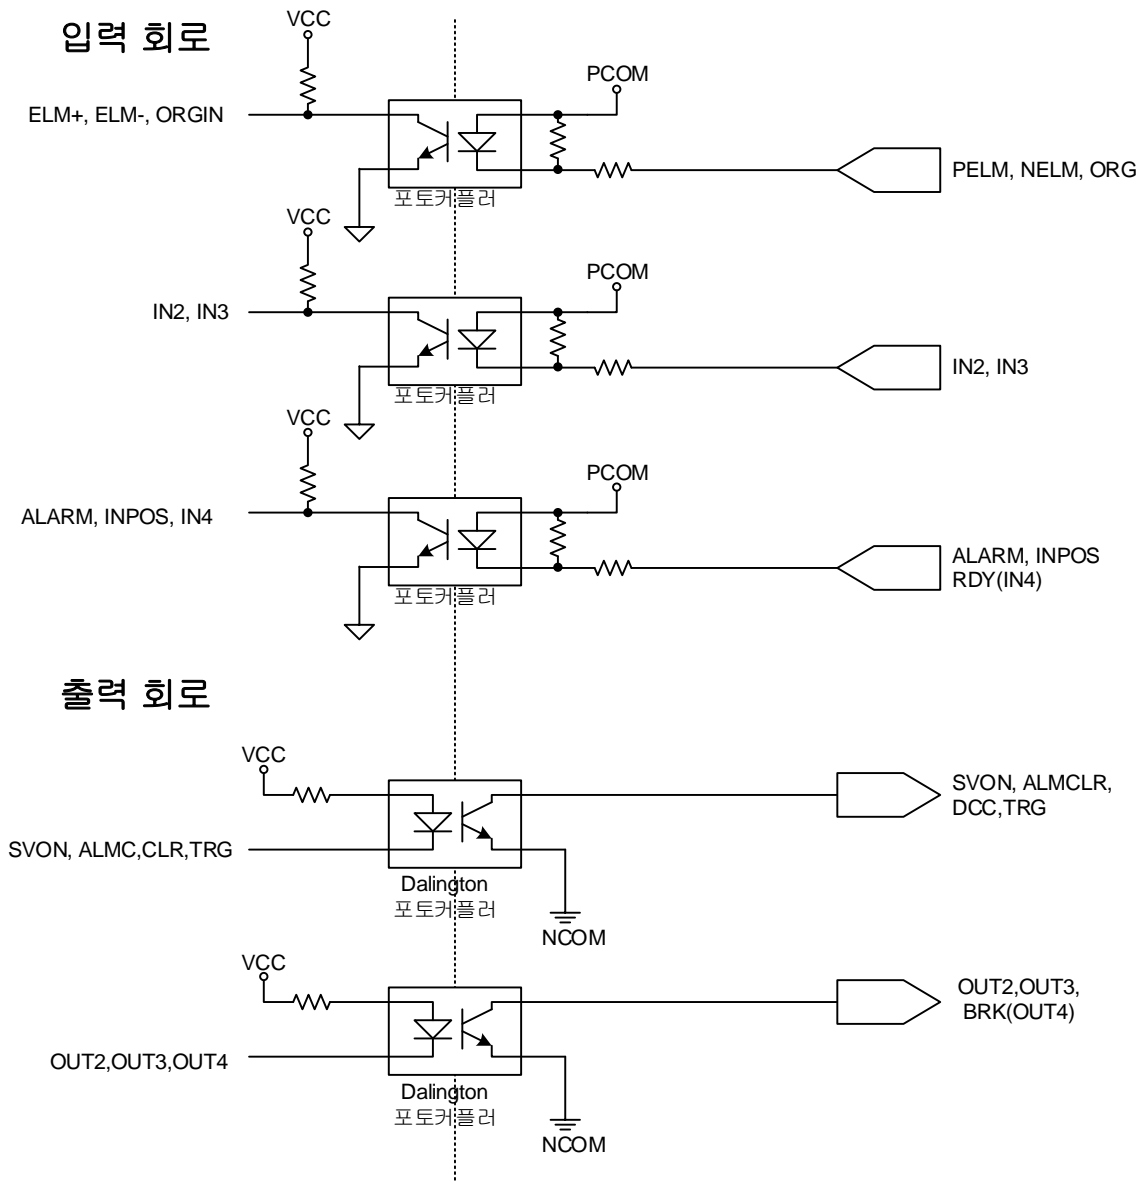 입력 회로
VCC
ELM+, ELM-, ORGIN
PCOM
PELM, NELM, ORG
포토커플러
VCC
IN2, IN3
PCOM
IN2, IN3
포토커플러
VCC
ALARM, INPOS, IN4
PCOM
ALARM, INPOS
RDY(IN4)
포토커플러
출력 회로
VCC
SVON, ALMC,CLR,TRG
SVON, ALMCLR,
DCC,TRG
Dalington
포토커플러
NCOM
VCC
OUT2,OUT3,OUT4
OUT2,OUT3,
BRK(OUT4)
Dalington
포토커플러
NCOM